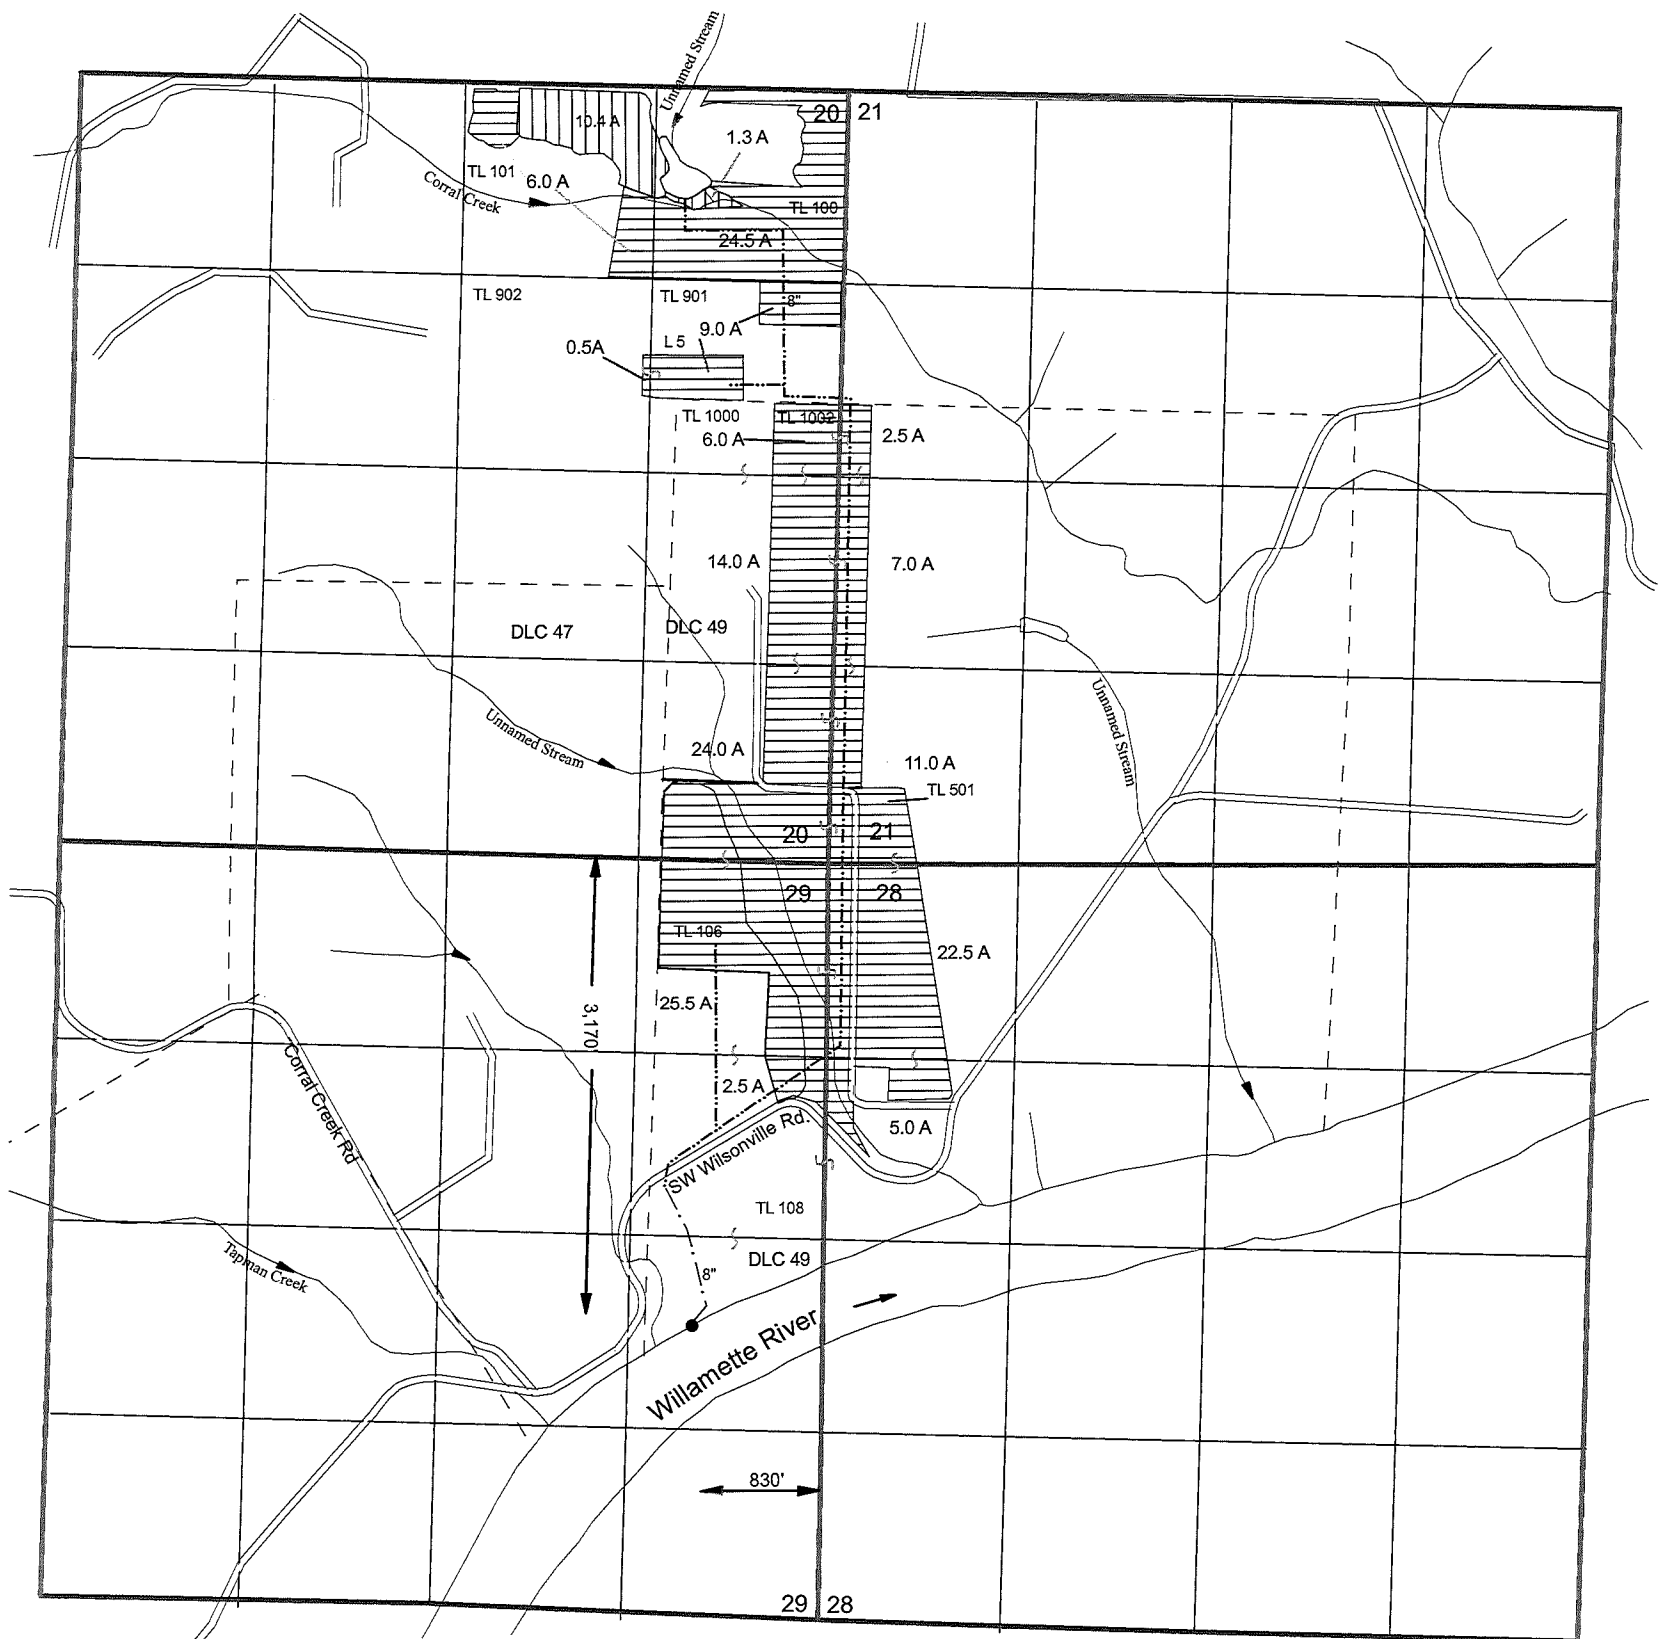 Unnamed Stream
20 21
10.4 A
1.3 A
TL 101
6.0 A
Corral Creek
TL 100
24.5 A
TL 902
TL 901
8"
9.0 A
L 5
0.5A
TL 1000
TL 1002
6.0 A
2.5 A
14.0 A
7.0 A
DLC 47
DLC 49
Unnamed Stream
Unnamed Stream
24.0 A
11.0 A
TL 501
20 21
29 28
TL 106
22.5 A
25.5 A
3,170'
Corral Creek Rd
2.5 A
SW Wilsonville Rd.
5.0 A
TL 108
Tapman Creek
DLC 49
8"
Willamette River
830'
29 28